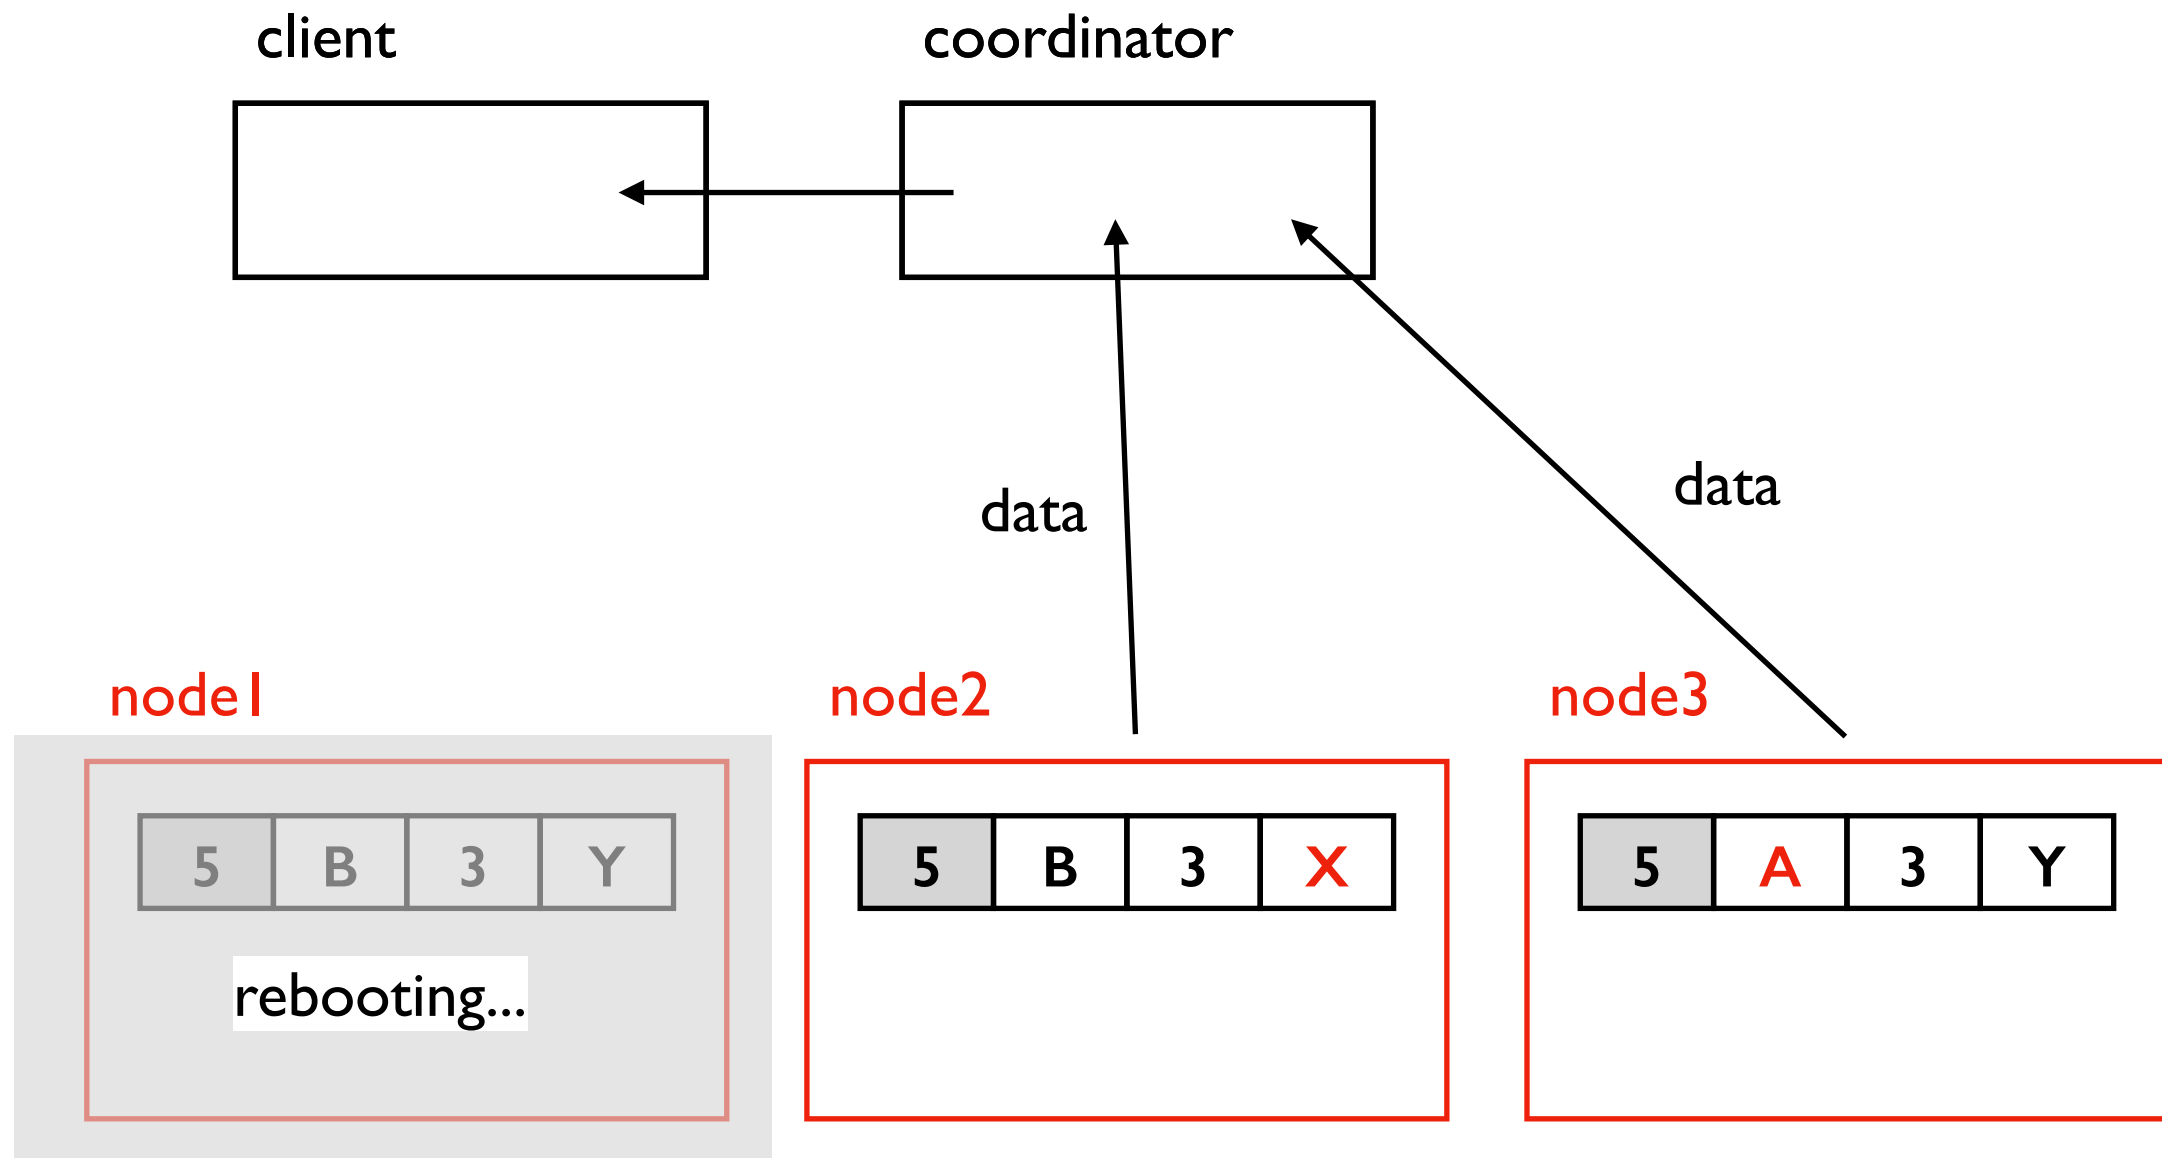 client
coordinator
data
data
node1
node2
node3
5 B 3 Y
5 B 3 X
5 A 3 Y
rebooting...